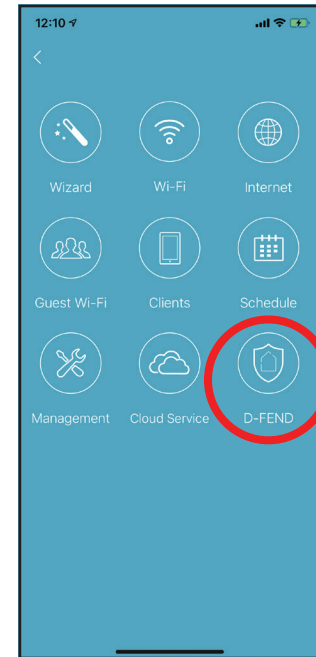 12:10
Wizard
Wi-Fi
Internet
Guest Wi-Fi
Clients
Schedule
Management
Cloud Service
D-FEND